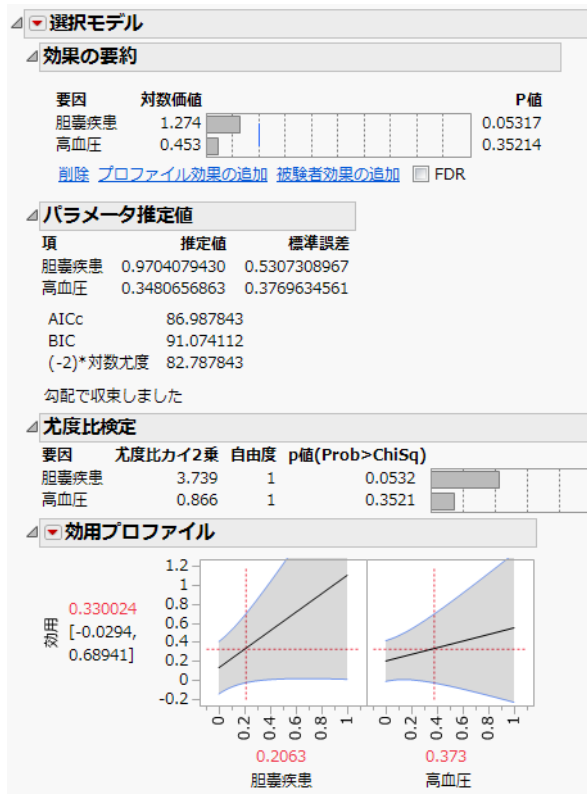 選択モデル
効果の要約
要因 対数価値 P値
胆嚢疾患 1.274 0.05317
高血圧 0.453 0.35214
削除 プロファイル効果の追加 被験者効果の追加 FDR
パラメータ推定値
項 推定値 標準誤差
胆嚢疾患 0.9704079430 0.5307308967
高血圧 0.3480656863 0.3769634561
AICc 86.987843
BIC 91.074112
(-2)*対数尤度 82.787843
勾配で収束しました
尤度比検定
要因 尤度比カイ2乗 自由度 p値(Prob>ChiSq)
胆嚢疾患 3.739 1 0.0532
高血圧 0.866 1 0.3521
効用プロファイル
効用
0.330024
[-0.0294,
0.68941]
1.2
1
0.8
0.6
0.4
0.2
0
-0.2
0 0.2 0.4 0.6 0.8 1 0 0.2 0.4 0.6 0.8 1
0.2063 0.373
胆嚢疾患 高血圧